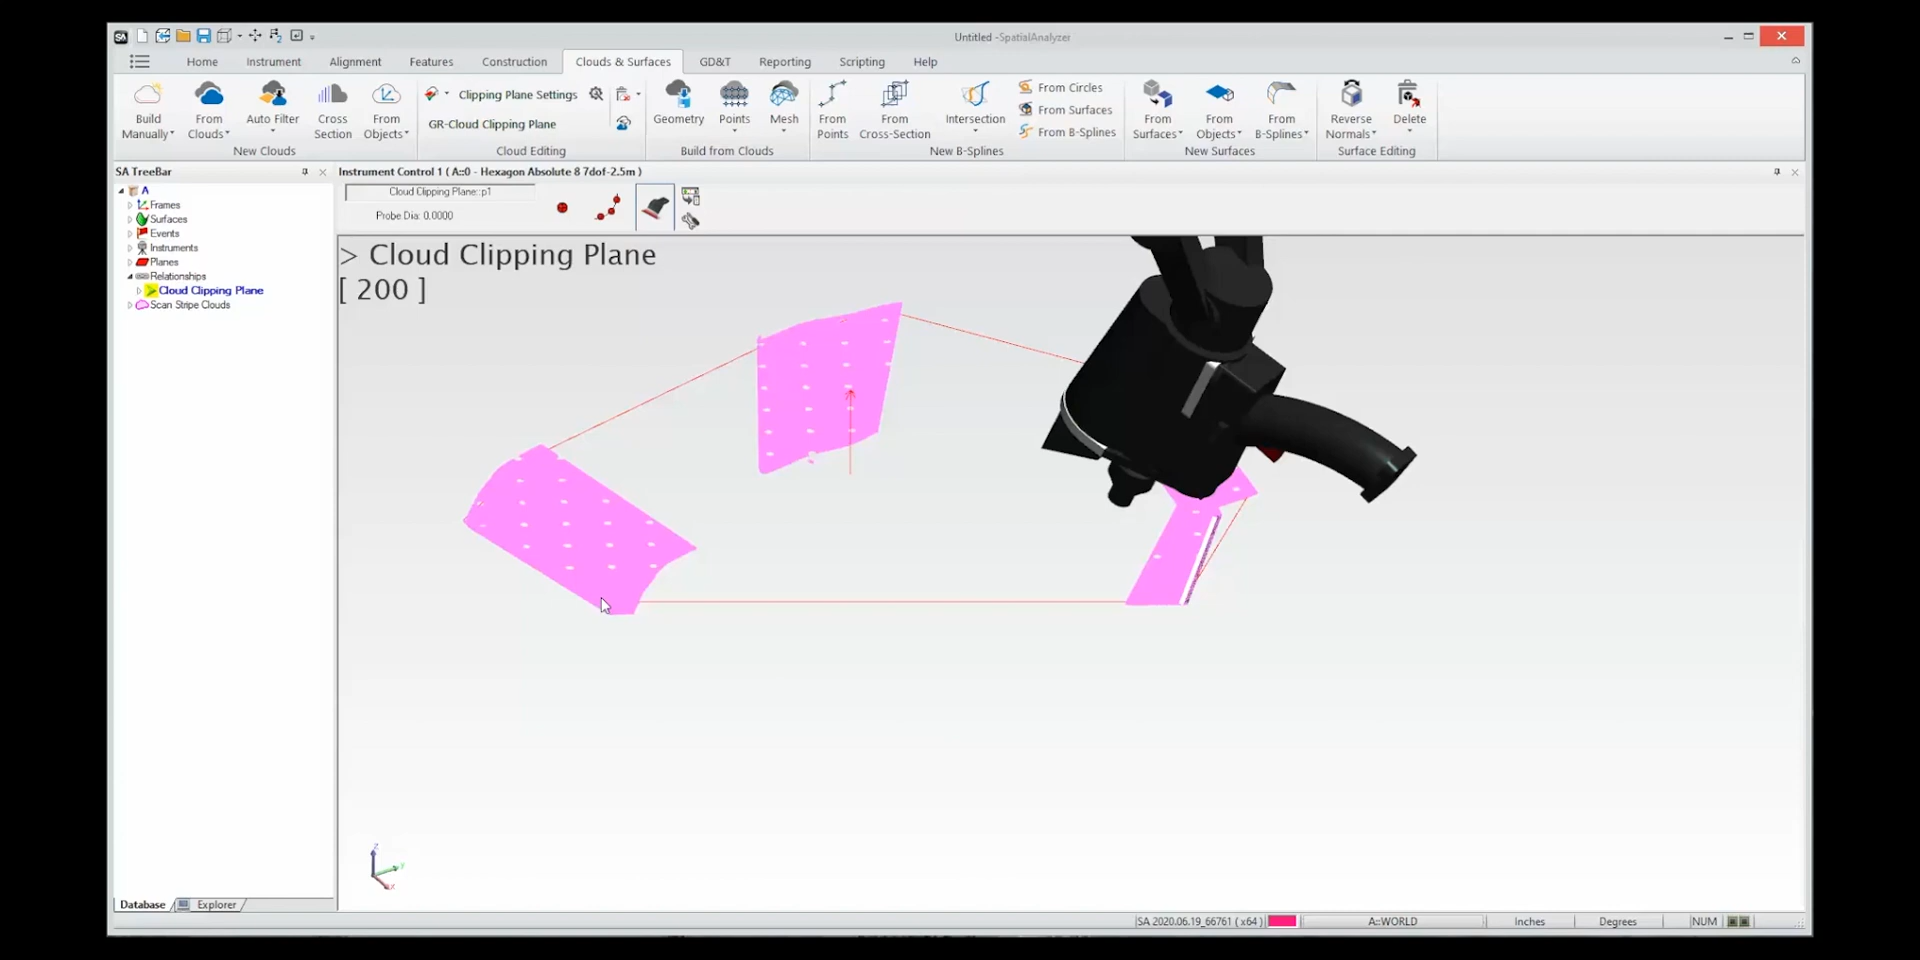 Untitled -SpatialAnalyzer
Home Instrument Alignment Features Construction Clouds & Surfaces GD&T Reporting Scripting Help
Build Manually
From Clouds
Auto Filter
Cross Section
From Objects
New Clouds
Clipping Plane Settings
GR-Cloud Clipping Plane
Cloud Editing
Geometry
Points
Mesh
Build from Clouds
From Points
From Cross-Section
Intersection
From Circles
From Surfaces
From B-Splines
New B-Splines
From Surfaces
From Objects
From B-Splines
New Surfaces
Reverse Normals
Delete
Surface Editing
SA TreeBar
A
Frames
Surfaces
Events
Instruments
Planes
Relationships
Cloud Clipping Plane
Scan Stripe Clouds
Instrument Control 1 ( A::0 - Hexagon Absolute 8 7dof-2.5m )
Cloud Clipping Plane::p1
Probe Dia: 0.0000
> Cloud Clipping Plane
[ 200 ]
Z
Y
X
Database Explorer
SA 2020.06.19_66761 ( x64 ) A::WORLD Inches Degrees NUM